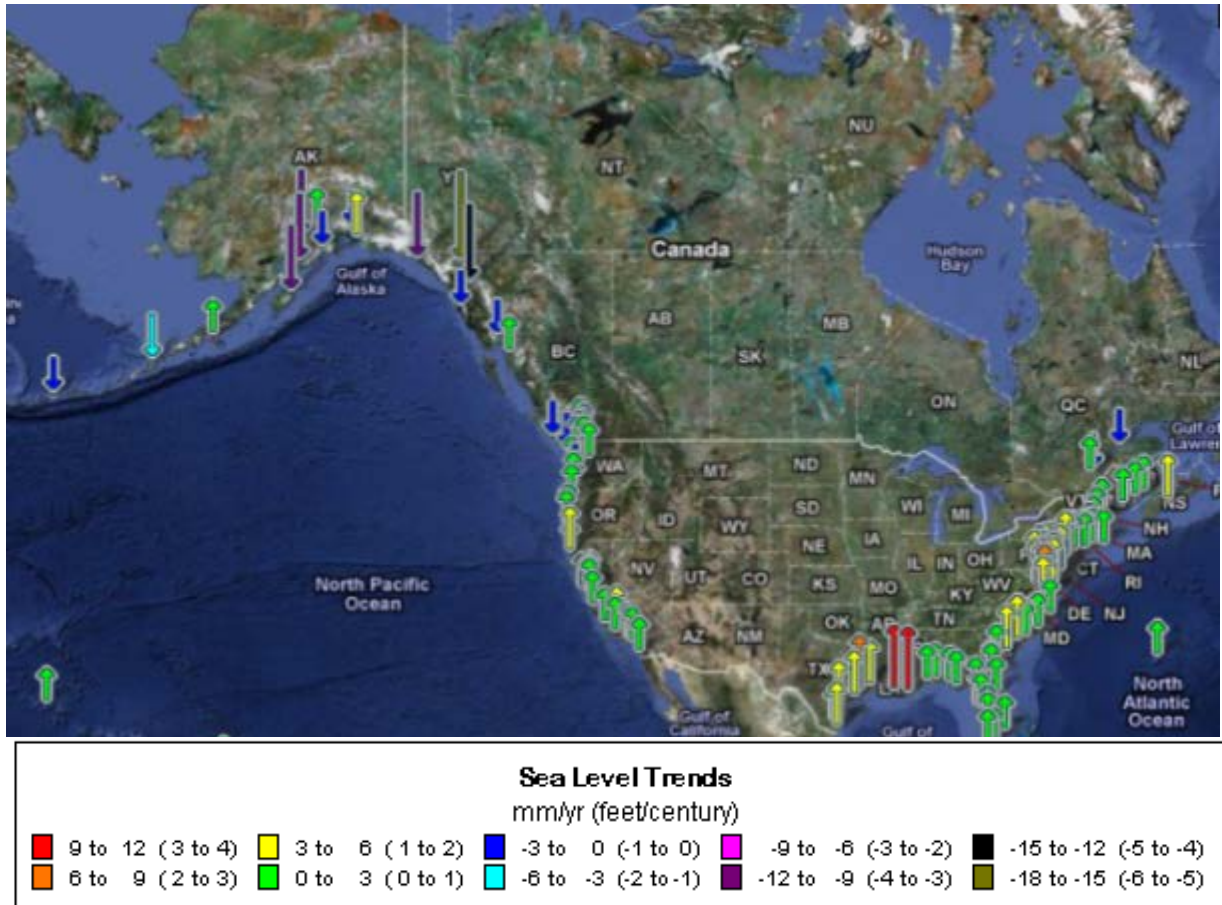 AK
Y
NT
NU
Canada
Hudson
Bay
Gulf of
Alaska
AB
MB
BC
SK
NL
ON
QC
Gulf of
Lawren
WA
MT
ND
MN
NS
OR
ID
WY
SD
WI
MI
VT
NH
NE
IA
MA
North Pacific
Ocean
NV
UT
CO
KS
MO
IL
IN
OH
WV
KY
CT
RI
DE
NJ
MD
AZ
NM
OK
AR
TN
TX
L
North
Atlantic
Ocean
Gulf of
California
Gulf of
Sea Level Trends
mm/yr (feet/century)
9 to 12 (3 to 4)
3 to 6 (1 to 2)
-3 to 0 (-1 to 0)
-9 to -6 (-3 to -2)
-15 to -12 (-5 to -4)
6 to 9 (2 to 3)
0 to 3 (0 to 1)
-6 to -3 (-2 to -1)
-12 to -9 (-4 to -3)
-18 to -15 (-6 to -5)